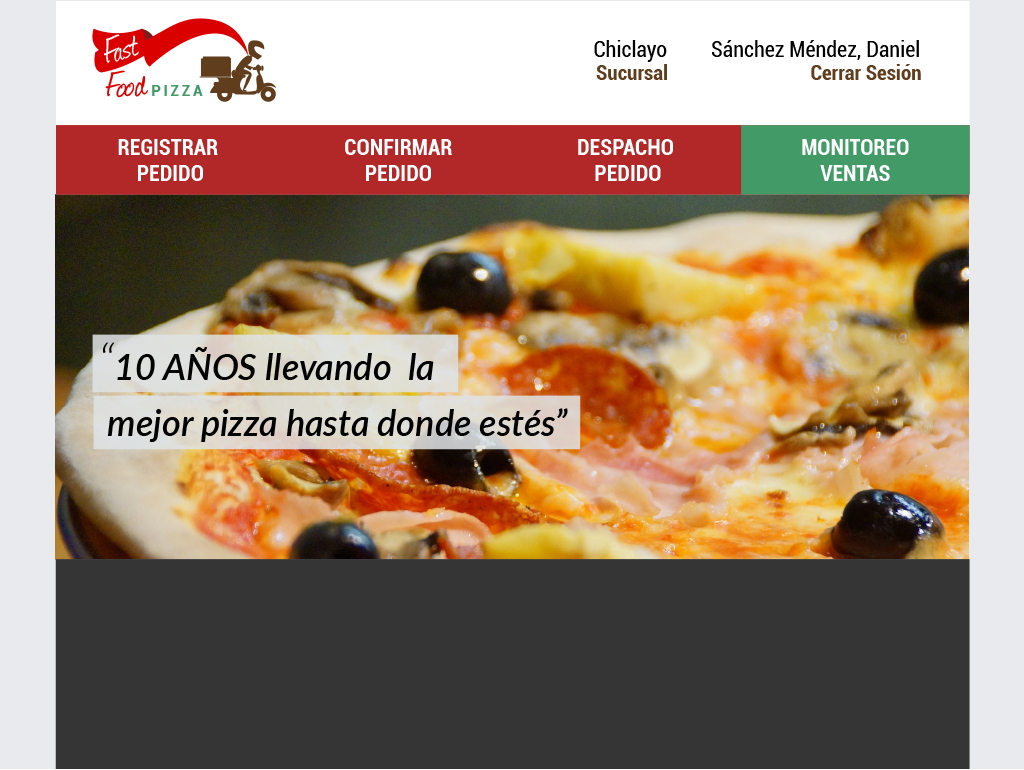 Fast
Food PIZZA
Chiclayo
Sucursal
Sánchez Méndez, Daniel
Cerrar Sesión
REGISTRAR
PEDIDO
CONFIRMAR
PEDIDO
DESPACHO
PEDIDO
MONITOREO
VENTAS
“10 AÑOS llevando la
mejor pizza hasta donde estés”